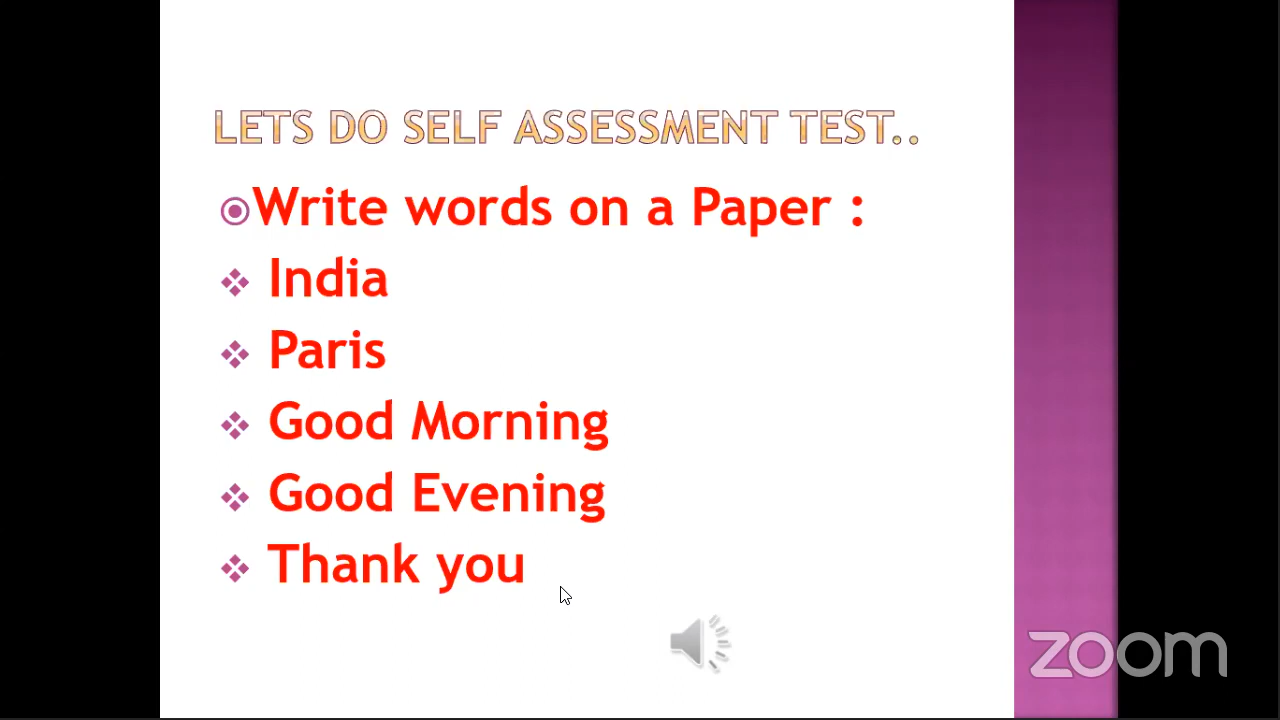 LETS DO SELF ASSESSMENT TEST..
Write words on a Paper :
India
Paris
Good Morning
Good Evening
Thank you
zoom